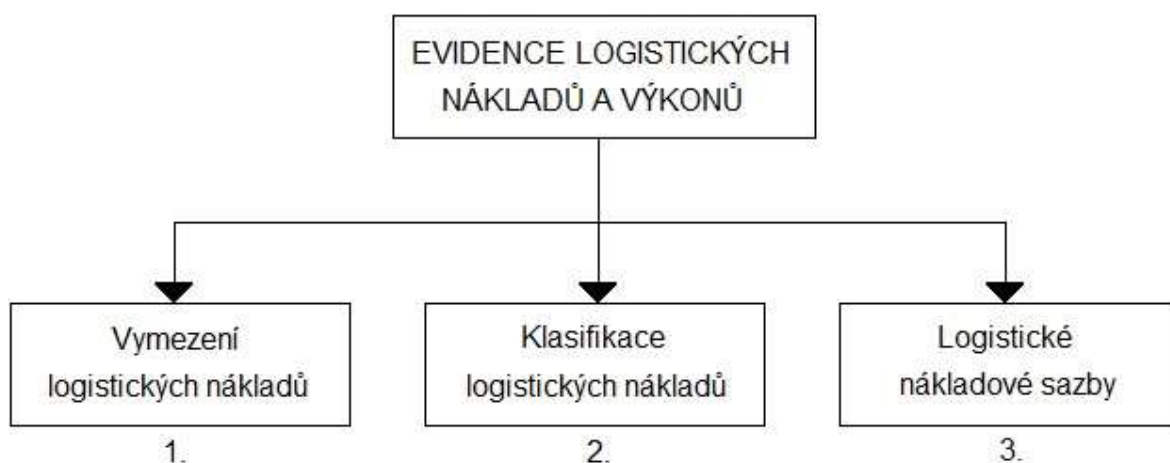 EVIDENCE LOGISTICKÝCH
NÁKLADŮ A VÝKONŮ
Vymezení
logistických nákladů
1.
Klasifikace
logistických nákladů
2.
Logistické
nákladové sazby
3.